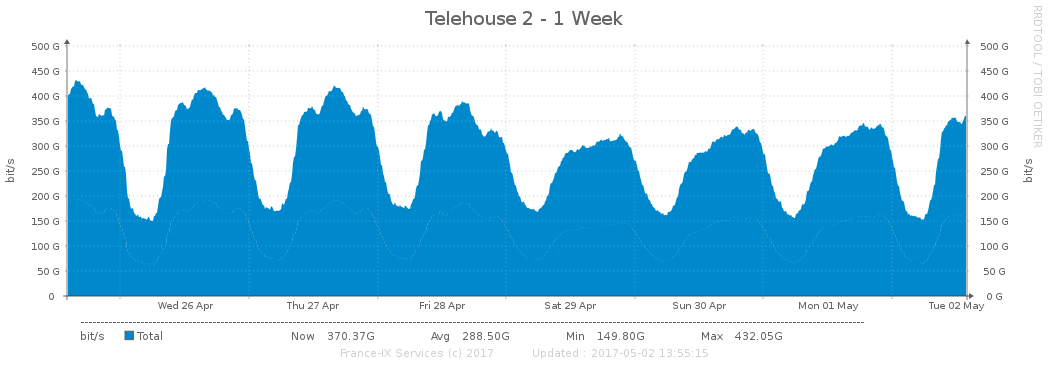 Telehouse 2 - 1 Week
RRDTOOL / TOBI OETIKER
bit/s
500 G
450 G
400 G
350 G
300 G
250 G
200 G
150 G
100 G
50 G
0
500 G
450 G
400 G
350 G
300 G
250 G
200 G
150 G
100 G
50 G
0 G
bit/s
Wed 26 Apr Thu 27 Apr Fri 28 Apr Sat 29 Apr Sun 30 Apr Mon 01 May Tue 02 May
bit/s Total Now 370.37G Avg 288.50G Min 149.80G Max 432.05G
France-IX Services (c) 2017 Updated : 2017-05-02 13:55:15